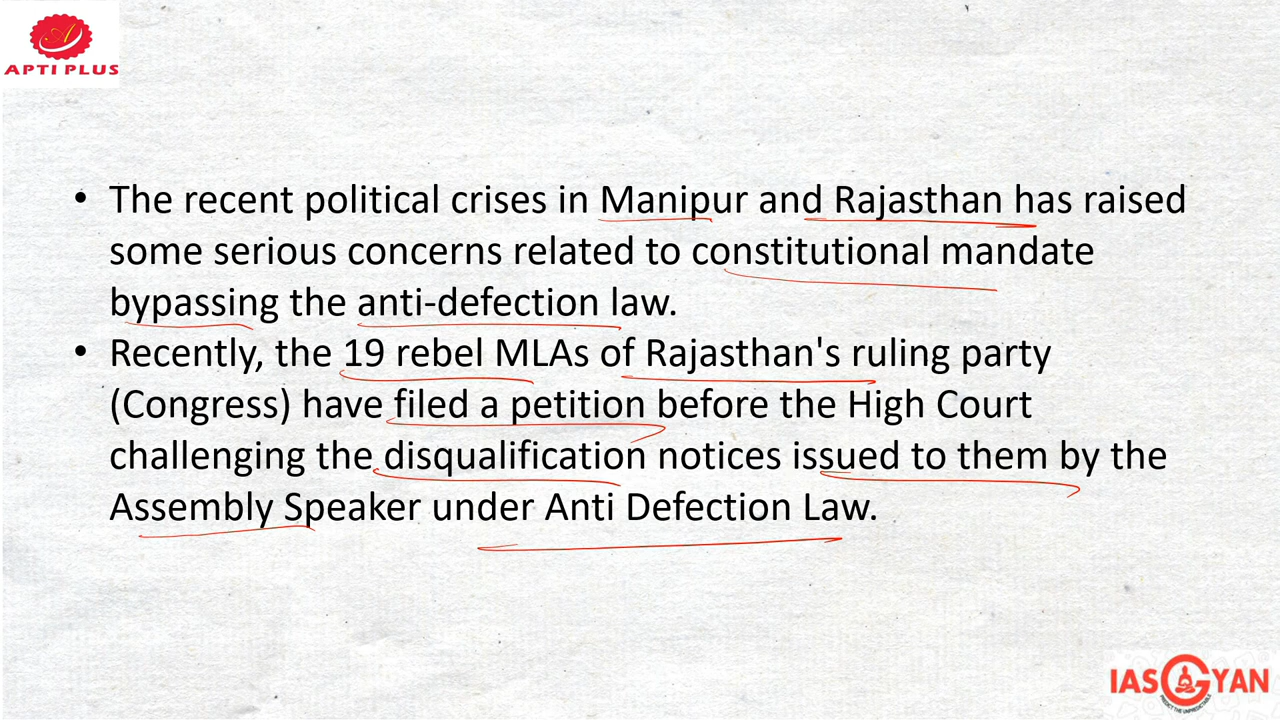 APTI PLUS
• The recent political crises in Manipur and Rajasthan has raised
some serious concerns related to constitutional mandate
bypassing the anti-defection law.
• Recently, the 19 rebel MLAs of Rajasthan's ruling party
(Congress) have filed a petition before the High Court
challenging the disqualification notices issued to them by the
Assembly Speaker under Anti Defection Law.
IASGYAN